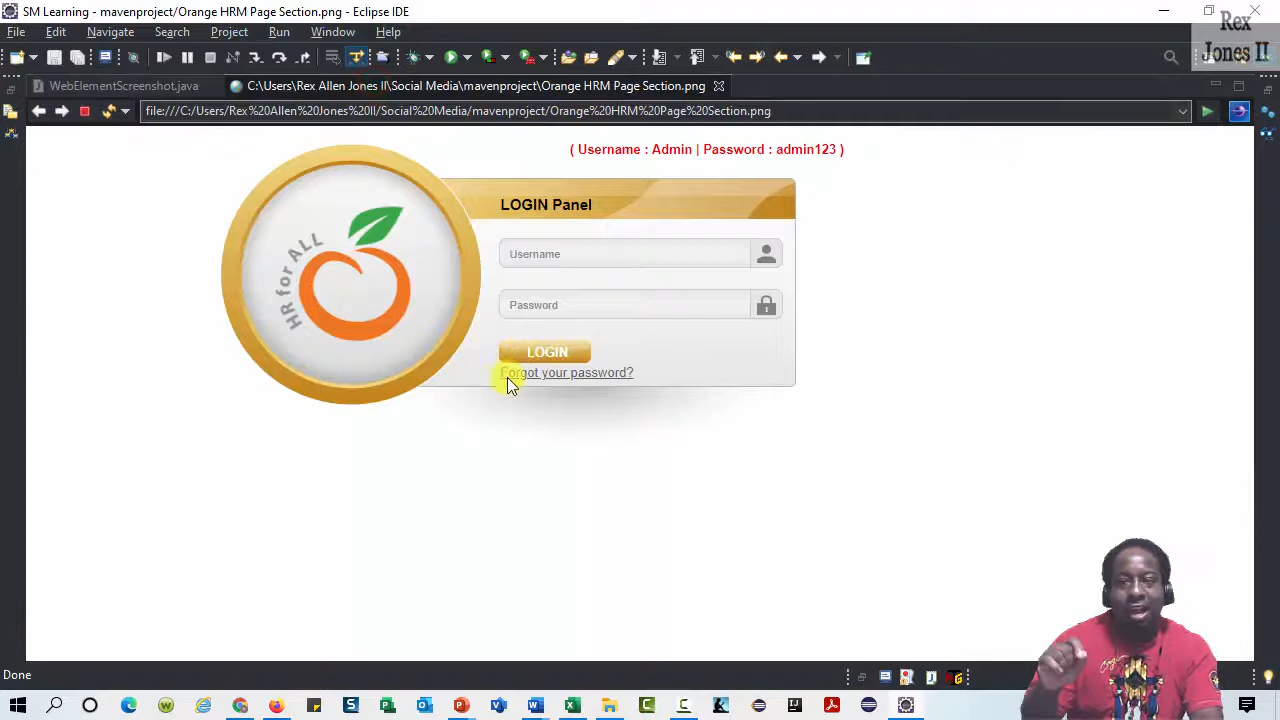 SM Learning - mavenproject/Orange HRM Page Section.png - Eclipse IDE
Rex
Jones II
File Edit Navigate Search Project Run Window Help
WebElementScreenshot.java
C:\Users\Rex Allen Jones II\Social Media\mavenproject\Orange HRM Page Section.png
file:///C:/Users/Rex%20Allen%20Jones%20II/Social%20Media/mavenproject/Orange%20HRM%20Page%20Section.png
( Username : Admin | Password : admin123 )
LOGIN Panel
HR for ALL
Username
Password
LOGIN
Forgot your password?
Done